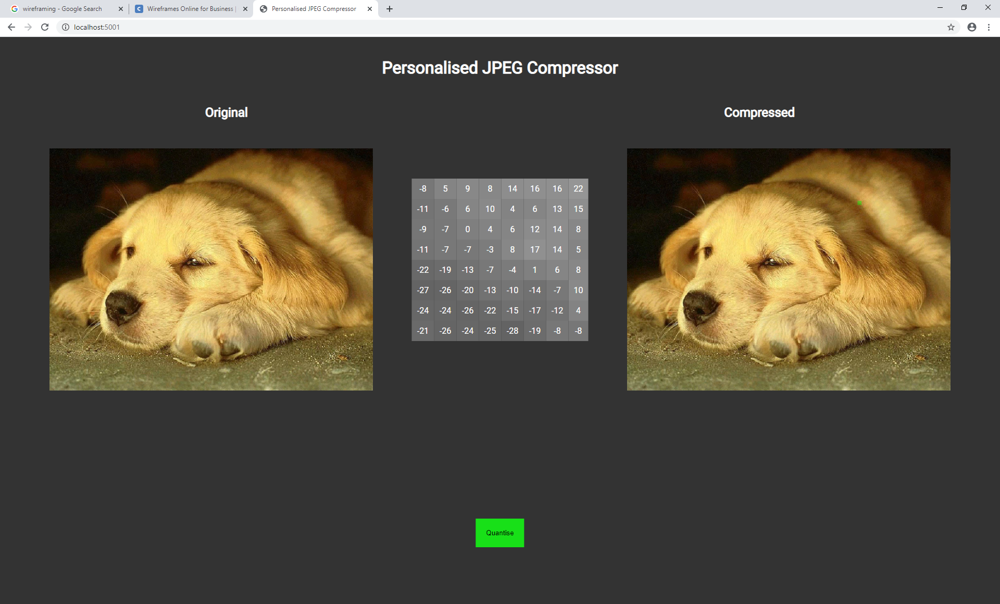 wireframing - Google Search
Wireframes Online for Business |
Personalised JPEG Compressor
localhost:5001
Personalised JPEG Compressor
Original
Compressed
-8 5 9 8 14 16 16 22
-11 -6 6 10 4 6 13 15
-9 -7 0 4 6 12 14 8
-11 -7 -7 -3 8 17 14 5
-22 -19 -13 -7 -4 1 6 8
-27 -26 -20 -13 -10 -14 -7 10
-24 -24 -26 -22 -15 -17 -12 4
-21 -26 -24 -25 -28 -19 -8 -8
Quantise